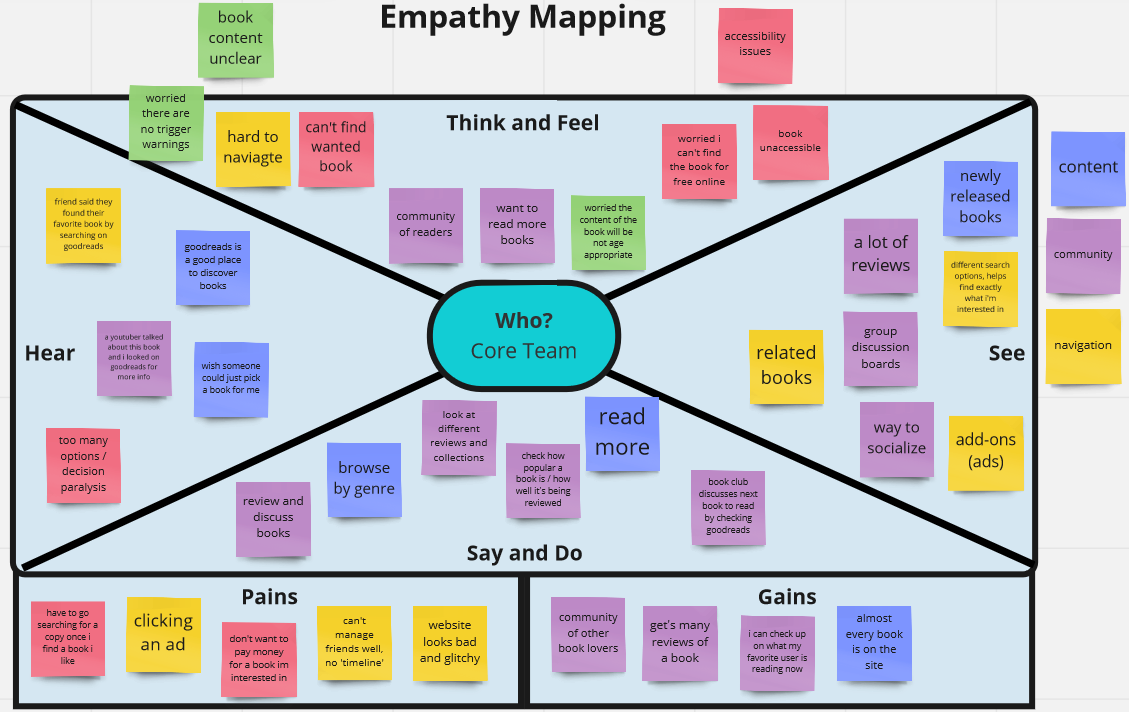 Empathy Mapping
book
content
unclear
accessibility
issues
worried
there are
no trigger
warnings
hard to
naviagte
can't find
wanted
book
Think and Feel
worried i
can't find
the book for
free online
book
unaccessible
community
of readers
want to
read more
books
worried the
content of the
book will be
not age
appropriate
friend said they
found their
favorite book by
searching on
goodreads
goodreads is
a good place
to discover
books
Hear
a youtuber talked
about this book
and i looked on
goodreads for
more info
wish someone
could just pick
a book for me
too many
options /
decision
paralysis
Who?
Core Team
newly
released
books
a lot of
reviews
different search
options, helps
find exactly
what i'm
interested in
related
books
group
discussion
boards
See
way to
socialize
add-ons
(ads)
content
community
navigation
look at
different
reviews and
collections
read
more
browse
by genre
check how
popular a
book is / how
well it's being
reviewed
review and
discuss
books
book club
discusses next
book to read
by checking
goodreads
Say and Do
Pains
have to go
searching for a
copy once i
find a book i
like
clicking
an ad
don't want to
pay money
for a book im
interested in
can't
manage
friends well,
no 'timeline'
website
looks bad
and glitchy
Gains
community
of other
book lovers
get's many
reviews of
a book
i can check up
on what my
favorite user is
reading now
almost
every book
is on the
site